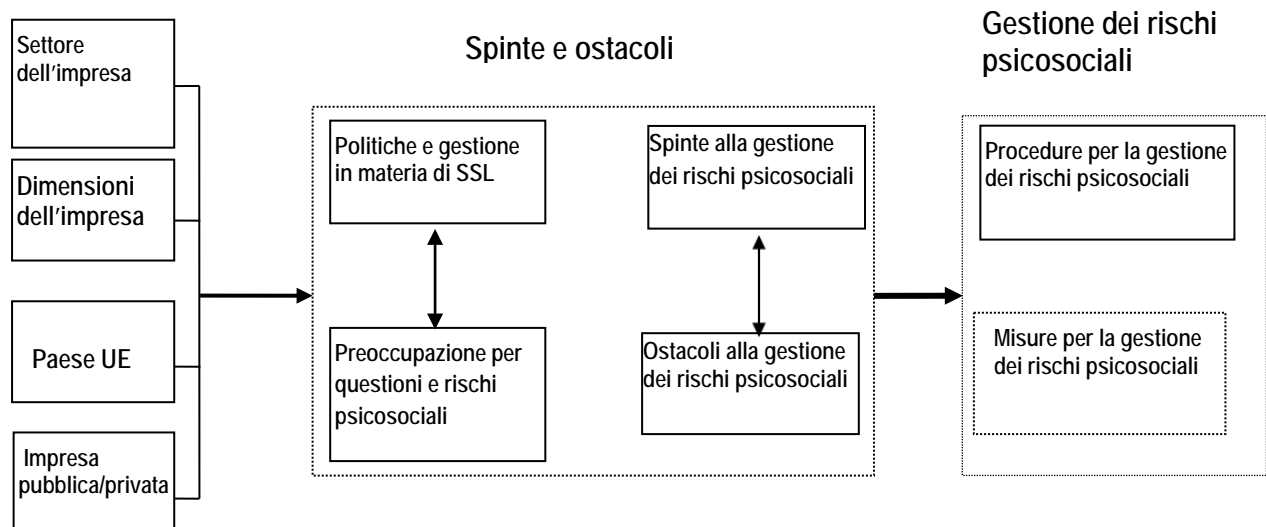 Settore
dell'impresa
Dimensioni
dell'impresa
Paese UE
Impresa
pubblica/privata
Spinte e ostacoli
Politiche e gestione
in materia di SSL
Preoccupazione per
questioni e rischi
psicosociali
Spinte alla gestione
dei rischi psicosociali
Ostacoli alla gestione
dei rischi psicosociali
Gestione dei rischi
psicosociali
Procedure per la gestione
dei rischi psicosociali
Misure per la gestione
dei rischi psicosociali